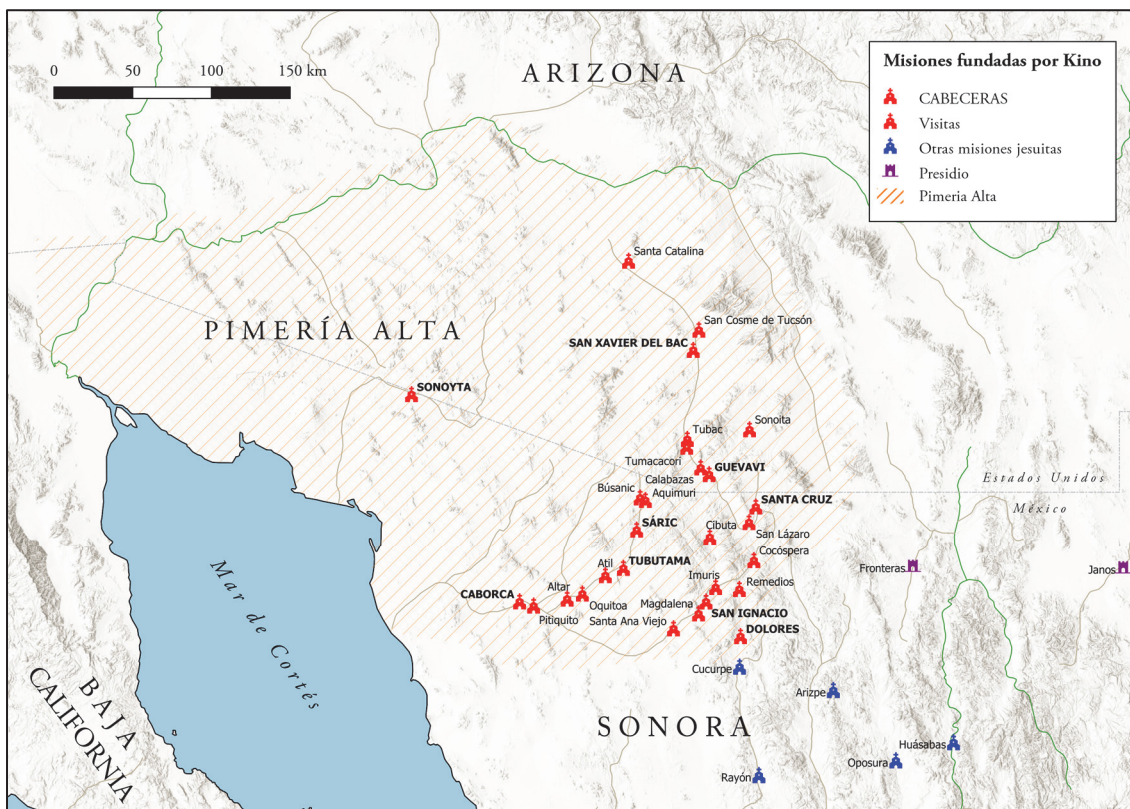 0 50 100 150 km
ARIZONA
Misiones fundadas por Kino
CABECERAS
Visitas
Otras misiones jesuitas
Presidio
Pimeria Alta
Santa Catalina
San Cosme de Tucsón
PIMERÍA ALTA
SAN XAVIER DEL BAC
SONOYTA
Sonoita
Tubac
Tumacacori
GUEVAVI
Calabazas
Búsanic
Aquimuri
Estados Unidos
México
SANTA CRUZ
SÁRIC
San Lázaro
Cíbuta
Cocóspera
Atil
TUBUTAMA
Fronteras
Janos
Imuris
Remedios
Altar
CABORCA
Oquitoa
Magdalena
Pitiquito
Santa Ana Viejo
SAN IGNACIO
DOLORES
Mar de Cortés
Cucurpe
Arizpe
BAJA
CALIFORNIA
SONORA
Huásabas
Oposura
Rayón